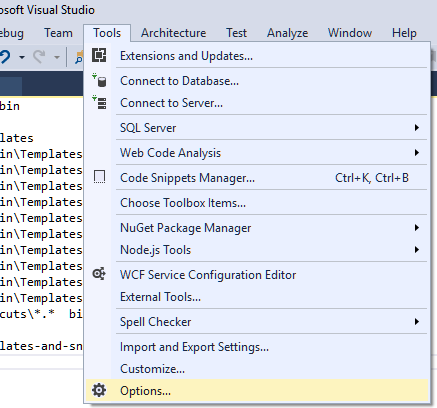 osoft Visual Studio
ebug Team Tools Architecture Test Analyze Window Help
Extensions and Updates...
Connect to Database...
bin
Connect to Server...
SQL Server
lates
in\Templates
Web Code Analysis
in\Templates
in\Templates
Code Snippets Manager... Ctrl+K, Ctrl+B
in\Templates
Choose Toolbox Items...
in\Templates
in\Templates
NuGet Package Manager
in\Templates
Node.js Tools
in\Templates
in\Templates
WCF Service Configuration Editor
in\Templates
External Tools...
cuts\*.* bi
Spell Checker
lates-and-sn
Import and Export Settings...
Customize...
Options...